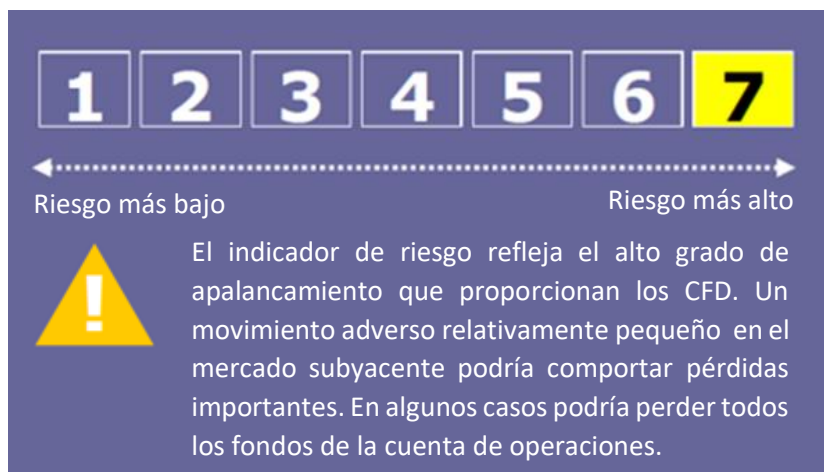 1 2 3 4 5 6 7
Riesgo más bajo Riesgo más alto
!
El indicador de riesgo refleja el alto grado de
apalancamiento que proporcionan los CFD. Un
movimiento adverso relativamente pequeño en el
mercado subyacente podría comportar pérdidas
importantes. En algunos casos podría perder todos
los fondos de la cuenta de operaciones.